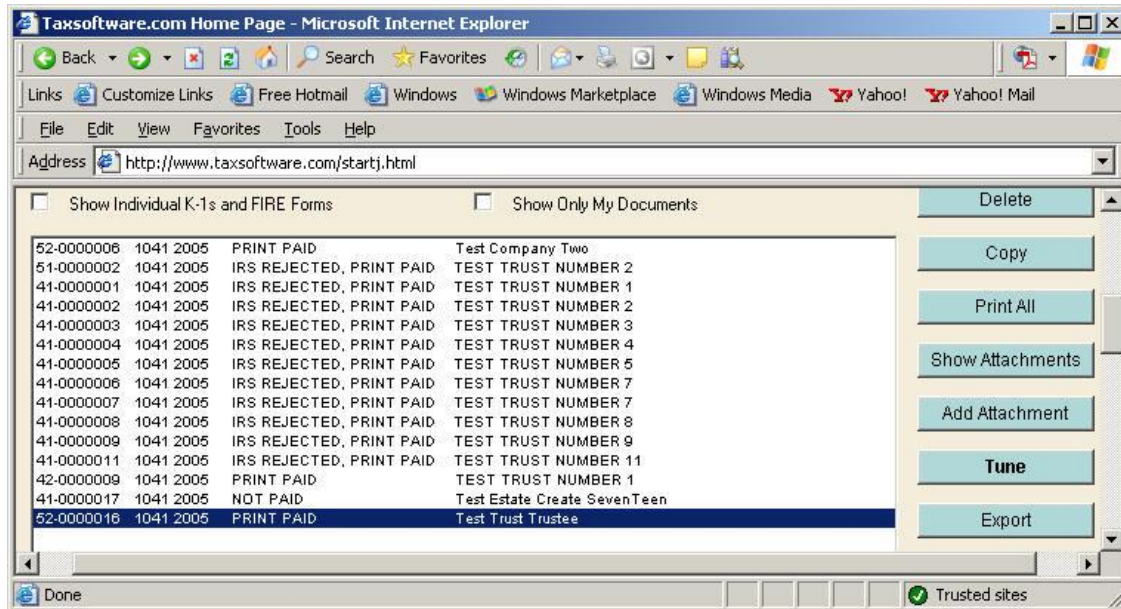 Taxsoftware.com Home Page - Microsoft Internet Explorer
Back Search Favorites
Links Customize Links Free Hotmail Windows Windows Marketplace Windows Media Yahoo! Yahoo! Mail
File Edit View Favorites Tools Help
Address http://www.taxsoftware.com/startj.html
Show Individual K-1s and FIRE Forms Show Only My Documents
Delete
52-0000006 1041 2005 PRINT PAID Test Company Two
51-0000002 1041 2005 IRS REJECTED, PRINT PAID TEST TRUST NUMBER 2
41-0000001 1041 2005 IRS REJECTED, PRINT PAID TEST TRUST NUMBER 1
41-0000002 1041 2005 IRS REJECTED, PRINT PAID TEST TRUST NUMBER 2
41-0000003 1041 2005 IRS REJECTED, PRINT PAID TEST TRUST NUMBER 3
41-0000004 1041 2005 IRS REJECTED, PRINT PAID TEST TRUST NUMBER 4
41-0000005 1041 2005 IRS REJECTED, PRINT PAID TEST TRUST NUMBER 5
41-0000006 1041 2005 IRS REJECTED, PRINT PAID TEST TRUST NUMBER 7
41-0000007 1041 2005 IRS REJECTED, PRINT PAID TEST TRUST NUMBER 7
41-0000008 1041 2005 IRS REJECTED, PRINT PAID TEST TRUST NUMBER 8
41-0000009 1041 2005 IRS REJECTED, PRINT PAID TEST TRUST NUMBER 9
41-0000011 1041 2005 IRS REJECTED, PRINT PAID TEST TRUST NUMBER 11
42-0000009 1041 2005 PRINT PAID TEST TRUST NUMBER 1
41-0000017 1041 2005 NOT PAID Test Estate Create SevenTeen
52-0000016 1041 2005 PRINT PAID Test Trust Trustee
Copy
Print All
Show Attachments
Add Attachment
Tune
Export
Done Trusted sites